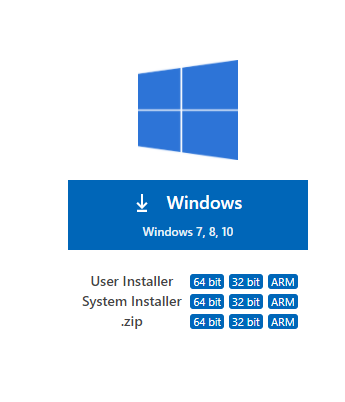 Windows
Windows 7, 8, 10
User Installer 64 bit 32 bit ARM
System Installer 64 bit 32 bit ARM
.zip 64 bit 32 bit ARM